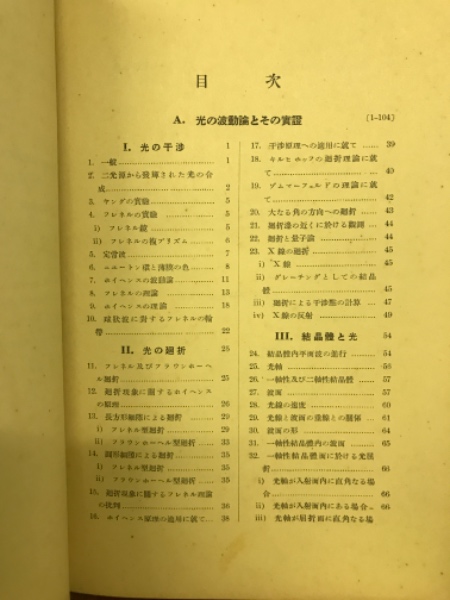 目次
A. 光の波動論とその實證 [1-104]
I. 光の干渉 1
1. 一般 1
2. 二光源から發導された光の合
成 2
3. ヤングの實驗 5
4. フレネルの實驗 5
i) フレネル鏡 5
ii) フレネルの複プリズム 6
5. 定常波 7
6. ニュートン環と薄膜の色 8
7. ホイヘンスの波動論 11
8. フレネルの理論 13
9. ホイヘンスの理論 18
10. 球狀波に對するフレネルの輪
帶 22
II. 光の廻折 25
11. フレネル及びフラウンホーヘ
ル廻折 25
12. 廻折現象に關するホイヘンス
の原理 26
13. 長方形細隙による廻折 29
i) フレネル型廻折 29
ii) フラウンホーヘル型廻折 33
14. 圓形細隙による廻折 35
i) フレネル型廻折 35
ii) フラウンホーヘル型廻折 35
15. 廻折現象に關するフレネル理論
の批判 38
16. ホイヘンス原理の適用に就て 38
17. 干渉原理への適用に就て 39
18. キルヒホッフの廻折理論に就
て 40
19. ゾムマーフェルドの理論に就
て 42
20. 大なる角の方向への廻折 43
21. 廻折漆の近くに於ける觀測 44
22. 廻折と量子論 44
23. X線の廻折 45
i) X線 45
ii) グレーチングとしての結晶
體 45
iii) 廻折による干渉態の計算 47
iv) X線の反射 49
III. 結晶體と光 54
24. 結晶體内平面波の進行 54
25. 光軸 56
26. 一軸性及び二軸性結晶體 57
27. 波面 57
28. 光線の速度 60
29. 光線と波面の垂線との關係 61
30. 波面の形 64
31. 一軸性結晶體内の波面 65
32. 一軸性結晶體面に於ける光屈
折 66
i) 光軸が入射面内に直角なる場
合 66
ii) 光軸が入射面内にある場合 66
iii) 光軸が屈折面に直角なる場